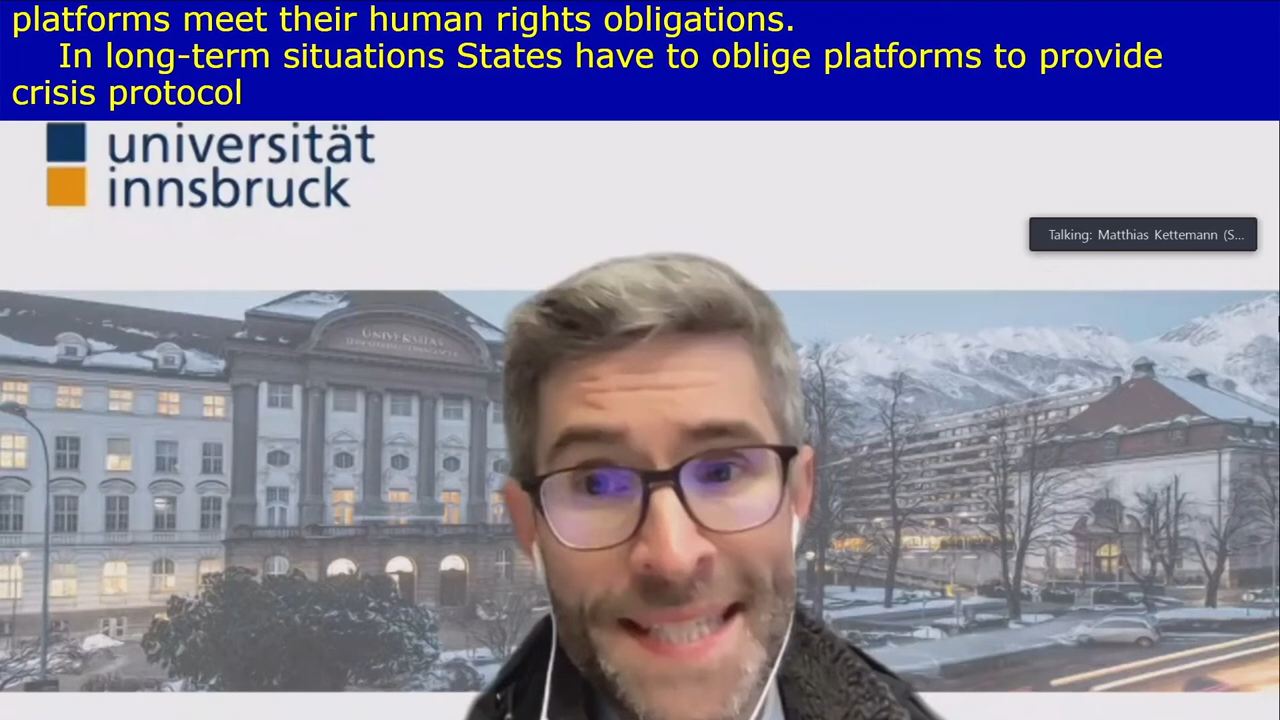 platforms meet their human rights obligations.
In long-term situations States have to oblige platforms to provide
crisis protocol
universität
innsbruck
Talking: Matthias Kettemann (S...
UNIVERSITAS